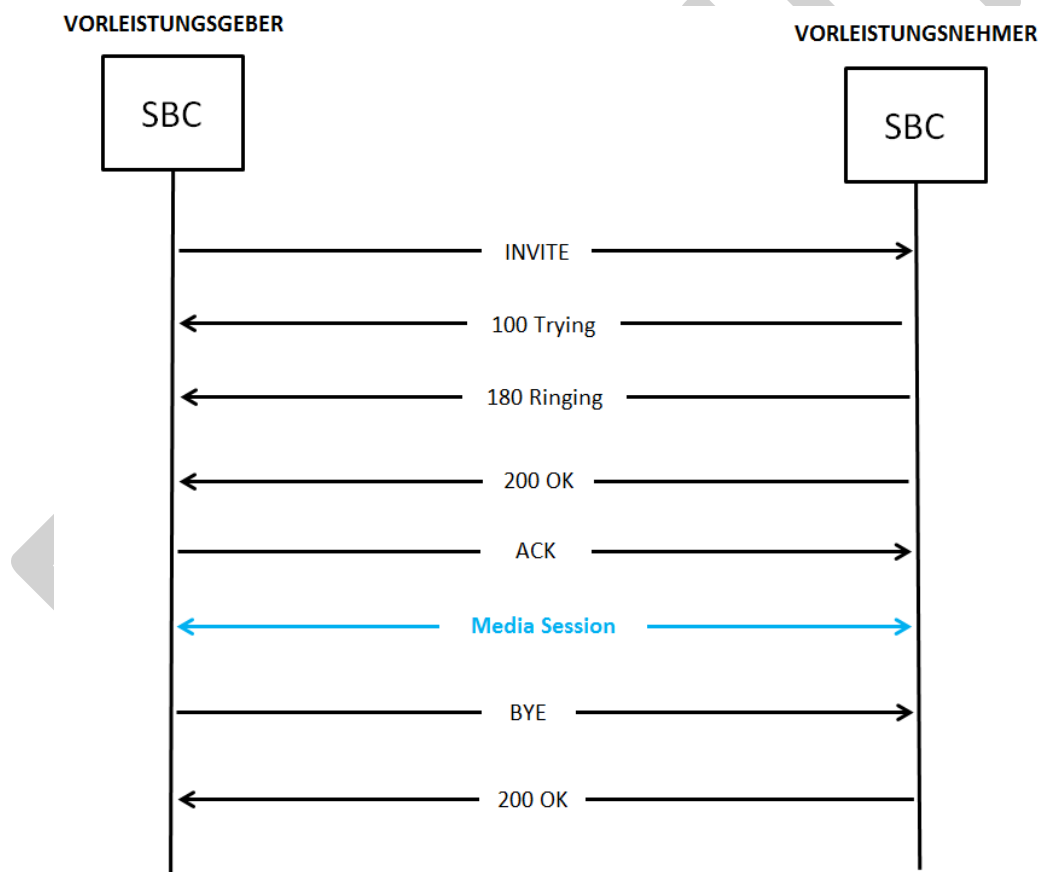 VORLEISTUNGSGEBER
VORLEISTUNGSNEHMER
SBC
SBC
INVITE
100 Trying
180 Ringing
200 OK
ACK
Media Session
BYE
200 OK